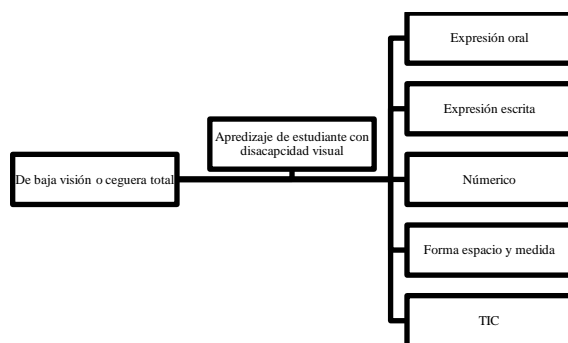 De baja visión o ceguera total
Apredizaje de estudiante con
disacapcidad visual
Expresión oral
Expresión escrita
Númerico
Forma espacio y medida
TIC